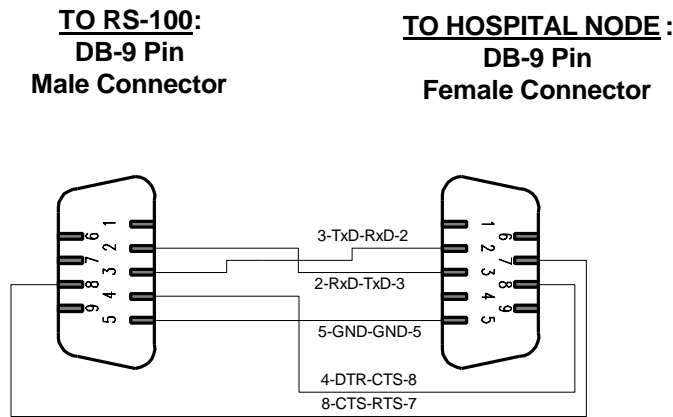 TO RS-100:
DB-9 Pin
Male Connector
TO HOSPITAL NODE :
DB-9 Pin
Female Connector
1
2
3
4
5
6
7
8
9
3-TxD-RxD-2
2-RxD-TxD-3
5-GND-GND-5
4-DTR-CTS-8
8-CTS-RTS-7
1
2
3
4
5
6
7
8
9